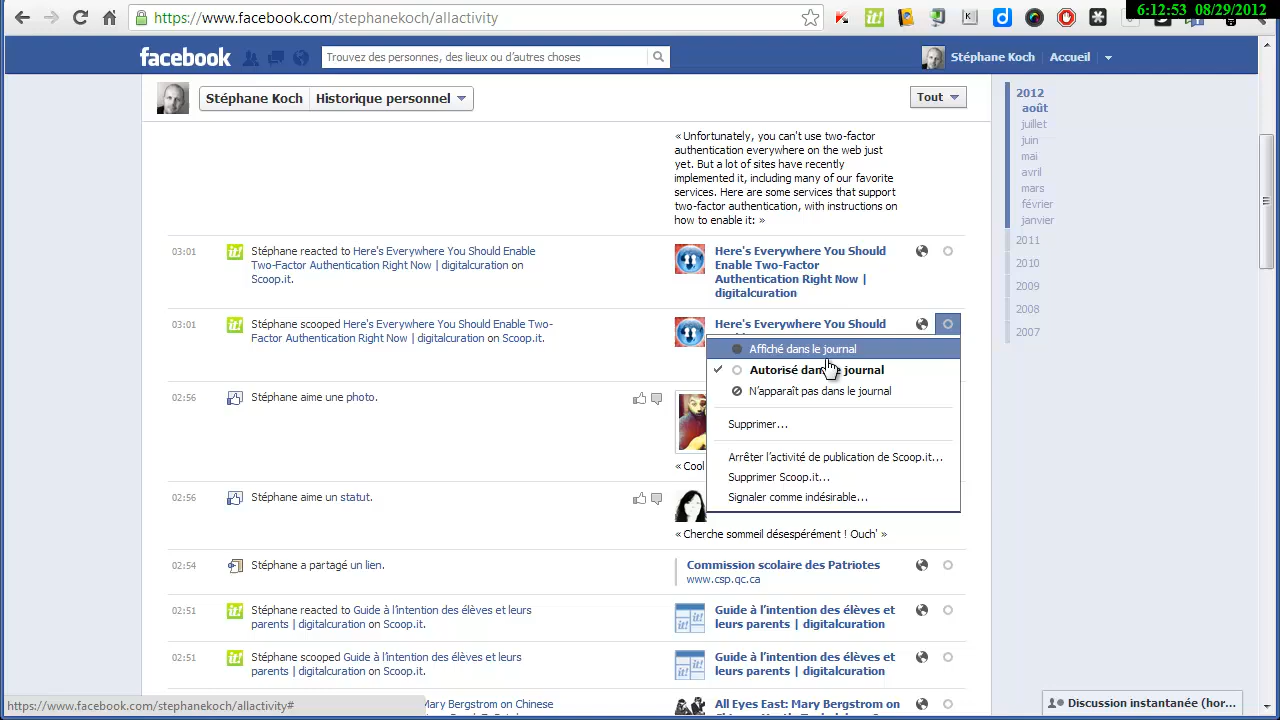 https://www.facebook.com/stephanekoch/allactivity
6:12:53 08/29/2012
facebook
Trouvez des personnes, des lieux ou d'autres choses
Stéphane Koch
Accueil
Stéphane Koch
Historique personnel
Tout
2012
août
juillet
juin
mai
avril
mars
février
janvier
2011
2010
2009
2008
2007
« Unfortunately, you can't use two-factor
authentication everywhere on the web just
yet. But a lot of sites have recently
implemented it, including many of our favorite
services. Here are some services that support
two-factor authentication, with instructions on
how to enable it: »
03:01
it!
Stéphane reacted to Here's Everywhere You Should Enable
Two-Factor Authentication Right Now | digitalcuration on
Scoop.it.
Here's Everywhere You Should
Enable Two-Factor
Authentication Right Now |
digitalcuration
03:01
it!
Stéphane scooped Here's Everywhere You Should Enable Two-
Factor Authentication Right Now | digitalcuration on Scoop.it.
Here's Everywhere You Should
Affiché dans le journal
Autorisé dans le journal
N'apparaît pas dans le journal
Supprimer...
Arrêter l'activité de publication de Scoop.it...
Supprimer Scoop.it...
Signaler comme indésirable...
02:56
Stéphane aime une photo.
« Cool
02:56
Stéphane aime un statut.
« Cherche sommeil désespérément ! Ouch' »
02:54
Stéphane a partagé un lien.
Commission scolaire des Patriotes
www.csp.qc.ca
02:51
it!
Stéphane reacted to Guide à l'intention des élèves et leurs
parents | digitalcuration on Scoop.it.
it!
Guide à l'intention des élèves et
leurs parents | digitalcuration
02:51
it!
Stéphane scooped Guide à l'intention des élèves et leurs
parents | digitalcuration on Scoop.it.
it!
Guide à l'intention des élèves et
leurs parents | digitalcuration
: Mary Bergstrom on Chinese
All Eyes East: Mary Bergstrom on
https://www.facebook.com/stephanekoch/allactivity#
Discussion instantanée (hor...